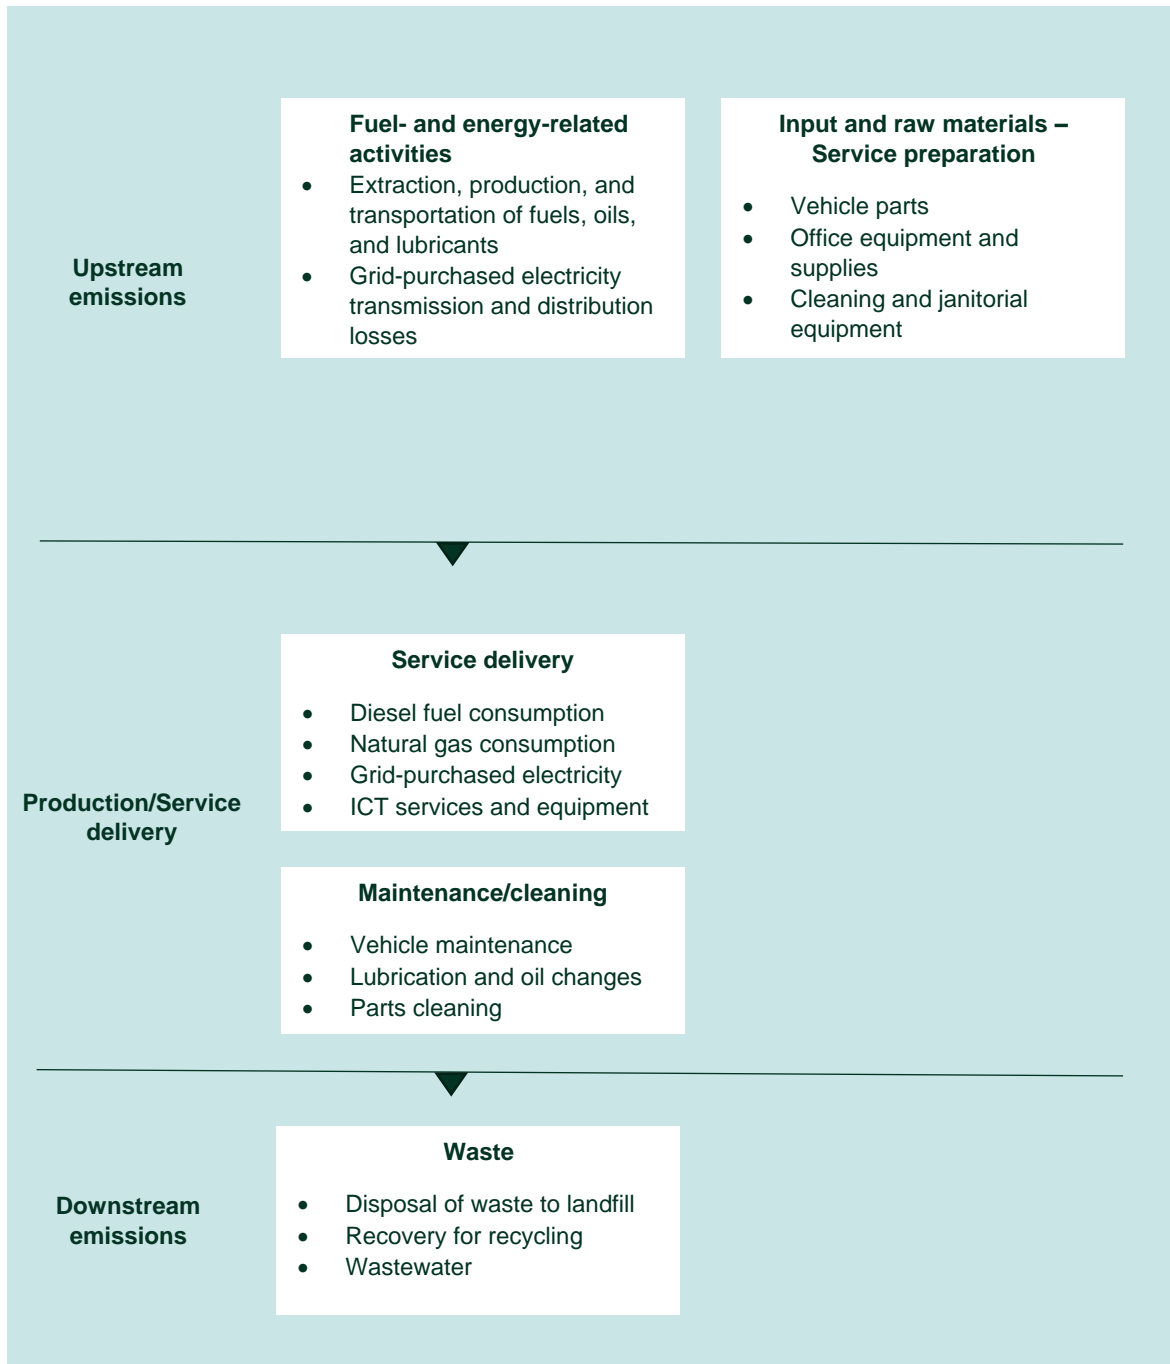 Upstream
emissions
Fuel- and energy-related
activities
• Extraction, production, and
transportation of fuels, oils,
and lubricants
• Grid-purchased electricity
transmission and distribution
losses
Input and raw materials –
Service preparation
• Vehicle parts
• Office equipment and
supplies
• Cleaning and janitorial
equipment
Production/Service
delivery
Service delivery
• Diesel fuel consumption
• Natural gas consumption
• Grid-purchased electricity
• ICT services and equipment
Maintenance/cleaning
• Vehicle maintenance
• Lubrication and oil changes
• Parts cleaning
Downstream
emissions
Waste
• Disposal of waste to landfill
• Recovery for recycling
• Wastewater